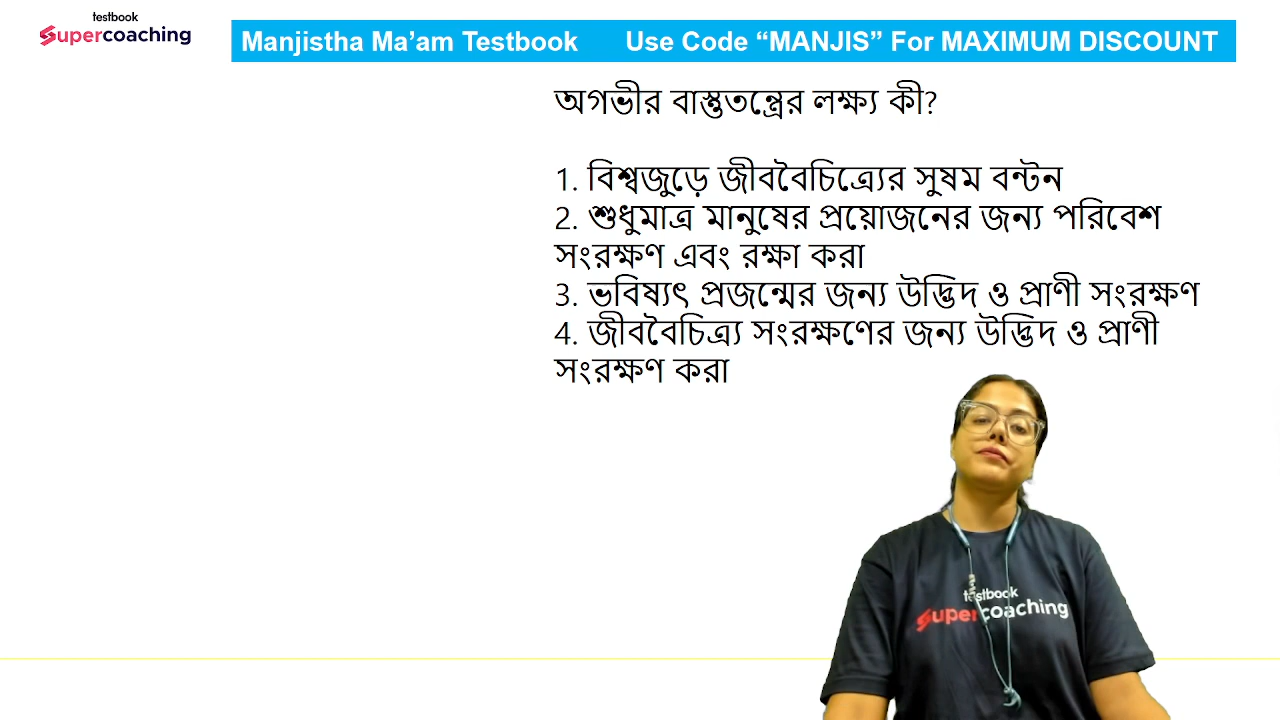 testbook
Supercoaching
Manjistha Ma’am Testbook Use Code “MANJIS” For MAXIMUM DISCOUNT
অগভীর বাস্তুতন্ত্রের লক্ষ্য কী?
1. বিশ্বজুড়ে জীববৈচিত্র্যের সুষম বন্টন
2. শুধুমাত্র মানুষের প্রয়োজনের জন্য পরিবেশ
সংরক্ষণ এবং রক্ষা করা
3. ভবিষ্যৎ প্রজন্মের জন্য উদ্ভিদ ও প্রাণী সংরক্ষণ
4. জীববৈচিত্র্য সংরক্ষণের জন্য উদ্ভিদ ও প্রাণী
সংরক্ষণ করা
testbook
Supercoaching